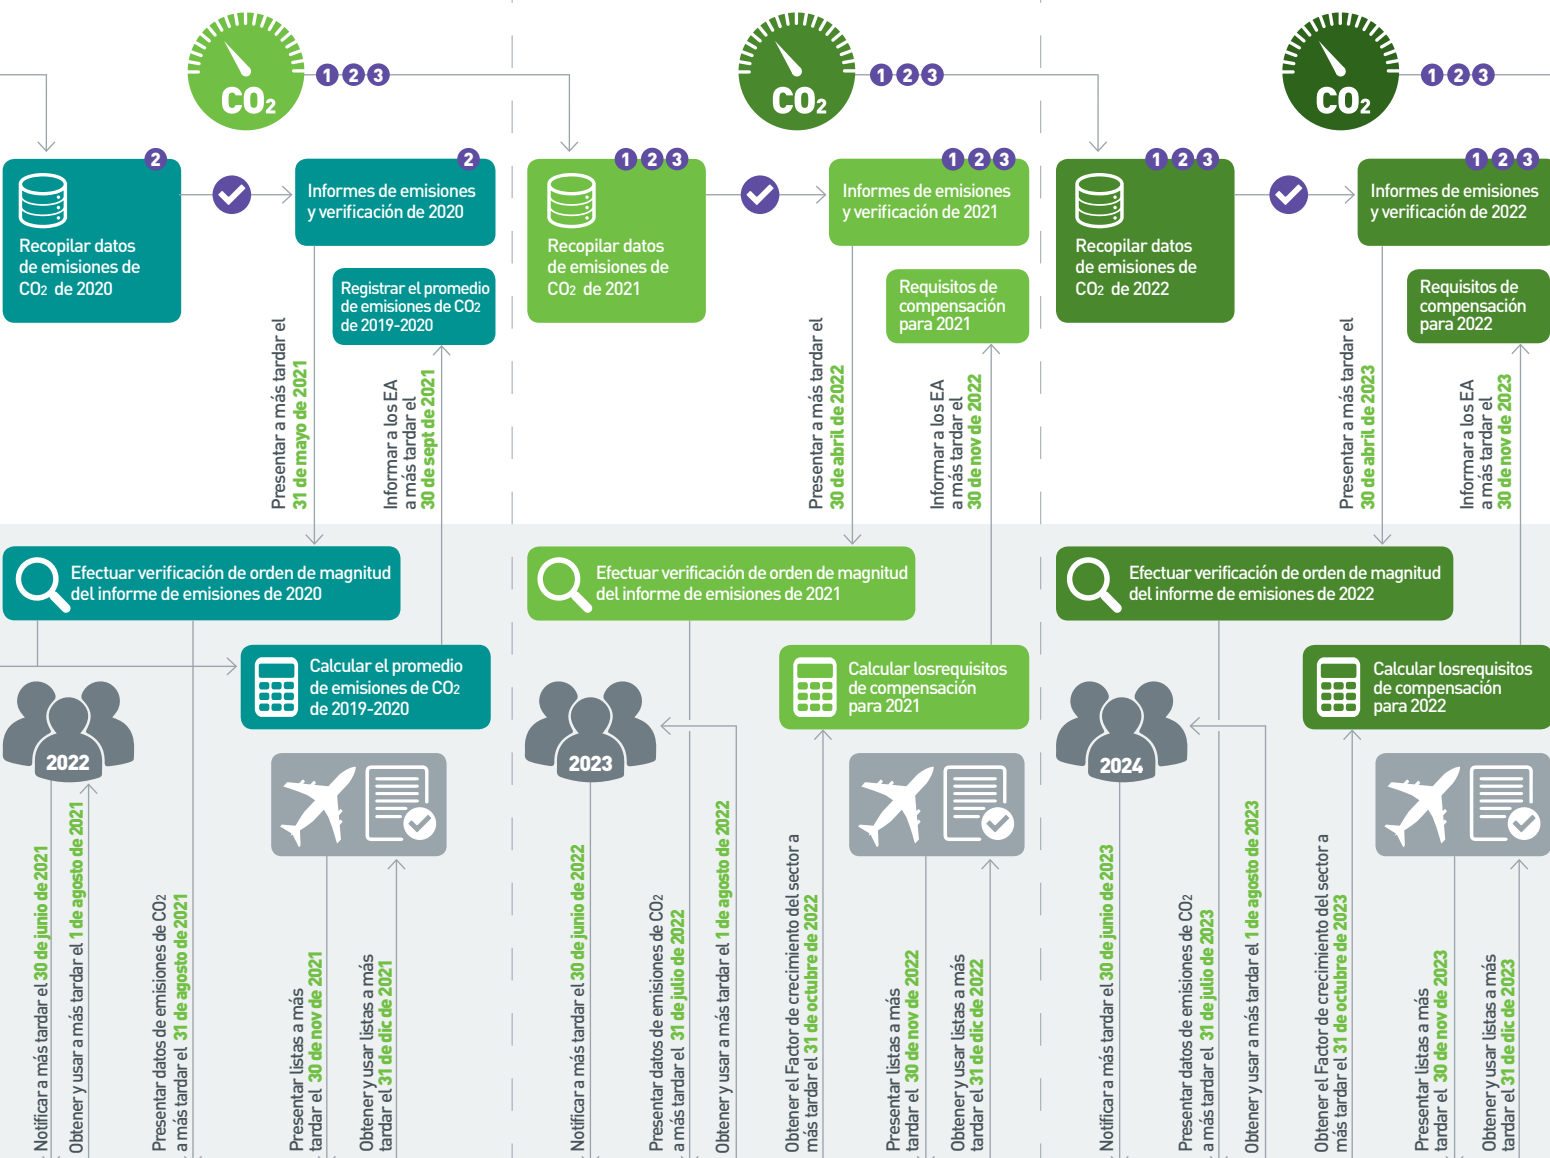 CO2
1 2 3
CO2
1 2 3
CO2
1 2 3
2
Recopilar datos
de emisiones de
CO2 de 2020
2
Informes de emisiones
y verificación de 2020
Registrar el promedio
de emisiones de CO2
de 2019-2020
1 2 3
Recopilar datos
de emisiones de
CO2 de 2021
1 2 3
Informes de emisiones
y verificación de 2021
Requisitos de
compensación
para 2021
1 2 3
Recopilar datos
de emisiones de
CO2 de 2022
1 2 3
Informes de emisiones
y verificación de 2022
Requisitos de
compensación
para 2022
Presentar a más tardar el
31 de mayo de 2021
Informar a los EA
a más tardar el
30 de sept de 2021
Presentar a más tardar el
30 de abril de 2022
Informar a los EA
a más tardar el
30 de nov de 2022
Presentar a más tardar el
30 de abril de 2023
Informar a los EA
a más tardar el
30 de nov de 2023
Efectuar verificación de orden de magnitud
del informe de emisiones de 2020
Efectuar verificación de orden de magnitud
del informe de emisiones de 2021
Efectuar verificación de orden de magnitud
del informe de emisiones de 2022
Calcular el promedio
de emisiones de CO2
de 2019-2020
Calcular losrequisitos
de compensación
para 2021
Calcular losrequisitos
de compensación
para 2022
2022
2023
2024
Notificar a más tardar el 30 de junio de 2021
Obtener y usar a más tardar el 1 de agosto de 2021
Presentar datos de emisiones de CO2
a más tardar el 31 de agosto de 2021
Presentar listas a más
tardar el 30 de nov de 2021
Obtener y usar listas a más
tardar el 31 de dic de 2021
Notificar a más tardar el 30 de junio de 2022
Presentar datos de emisiones de CO2
a más tardar el 31 de julio de 2022
Obtener y usar a más tardar el 1 de agosto de 2022
Obtener el Factor de crecimiento del sector a
más tardar el 31 de octubre de 2022
Presentar listas a más
tardar el 30 de nov de 2022
Obtener y usar listas a más
tardar el 31 de dic de 2022
Notificar a más tardar el 30 de junio de 2023
Presentar datos de emisiones de CO2
a más tardar el 31 de julio de 2023
Obtener y usar a más tardar el 1 de agosto de 2023
Obtener el Factor de crecimiento del sector a
más tardar el 31 de octubre de 2023
Presentar listas a más
tardar el 30 de nov de 2023
Obtener y usar listas a más
tardar el 31 de dic de 2023